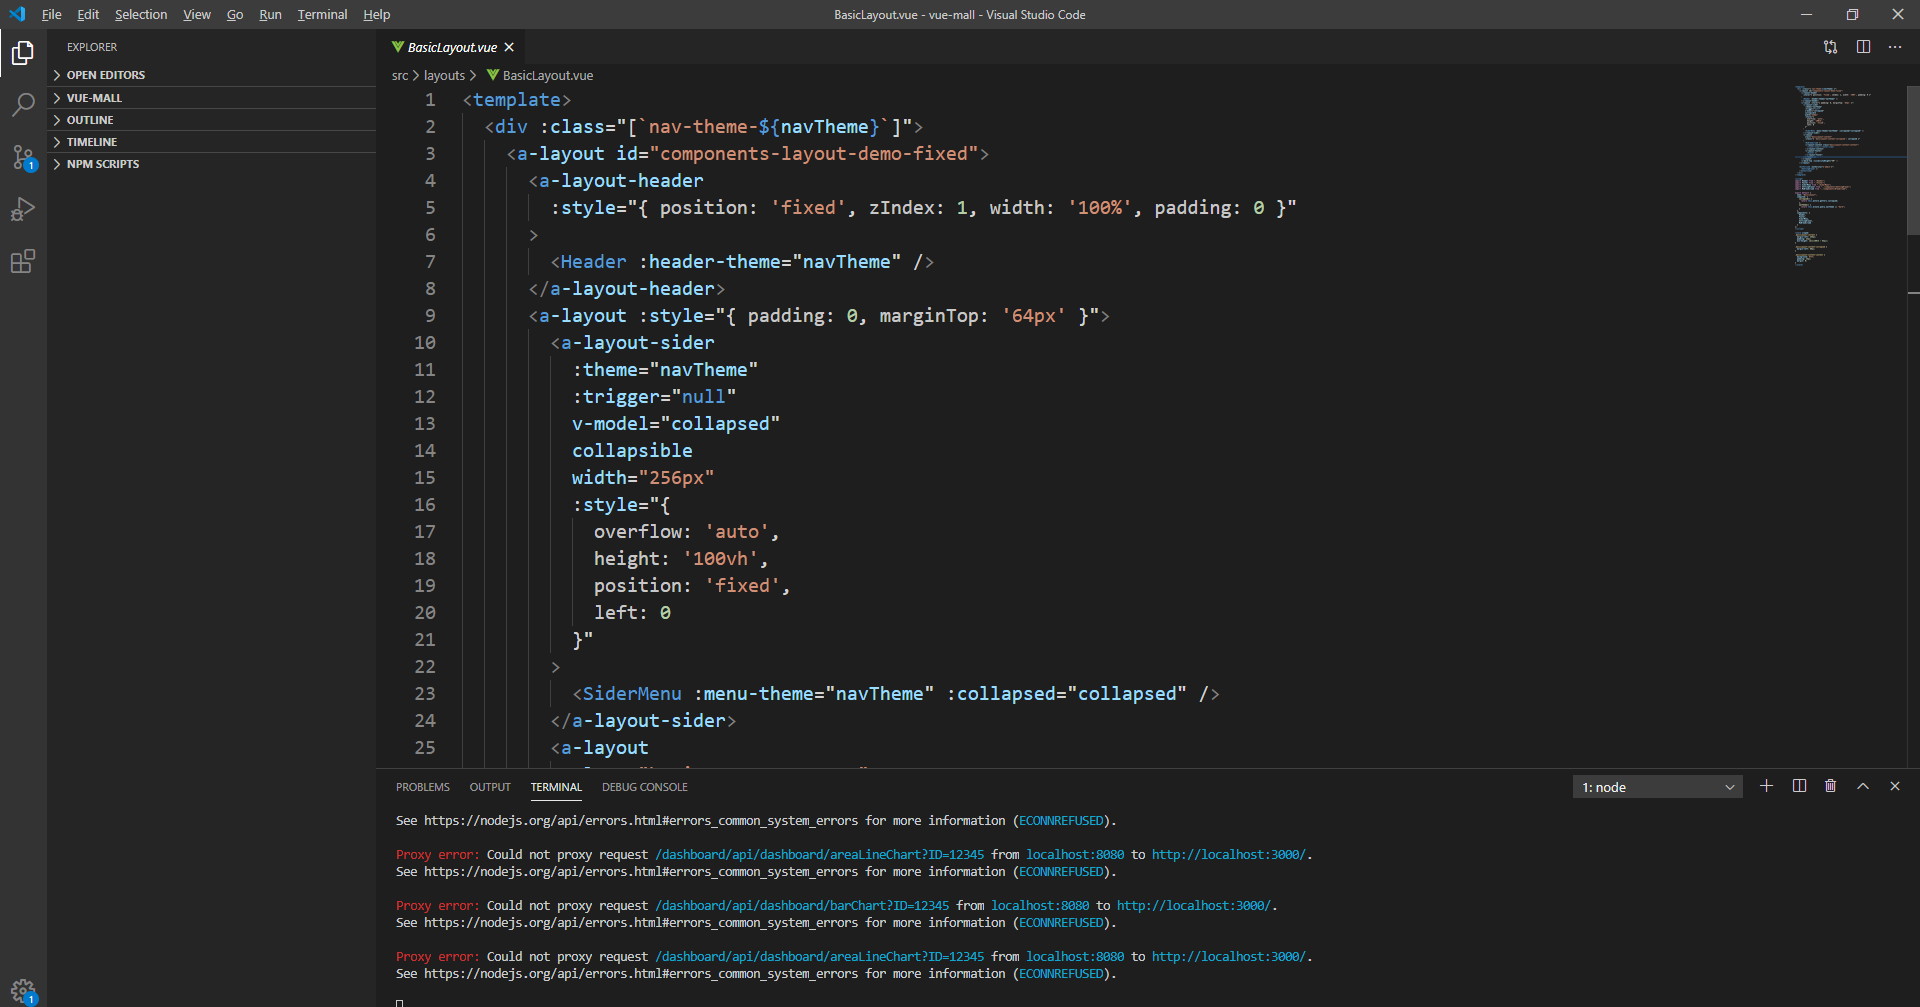 File Edit Selection View Go Run Terminal Help
BasicLayout.vue - vue-mall - Visual Studio Code
EXPLORER
OPEN EDITORS
VUE-MALL
OUTLINE
TIMELINE
NPM SCRIPTS
1
1
BasicLayout.vue
src > layouts > BasicLayout.vue
1 <template>
2 <div :class="[`nav-theme-${navTheme}`]">
3 <a-layout id="components-layout-demo-fixed">
4 <a-layout-header
5 :style="{ position: 'fixed', zIndex: 1, width: '100%', padding: 0 }"
6 >
7 <Header :header-theme="navTheme" />
8 </a-layout-header>
9 <a-layout :style="{ padding: 0, marginTop: '64px' }">
10 <a-layout-sider
11 :theme="navTheme"
12 :trigger="null"
13 v-model="collapsed"
14 collapsible
15 width="256px"
16 :style="{
17 overflow: 'auto',
18 height: '100vh',
19 position: 'fixed',
20 left: 0
21 }"
22 >
23 <SiderMenu :menu-theme="navTheme" :collapsed="collapsed" />
24 </a-layout-sider>
25 <a-layout
PROBLEMS OUTPUT TERMINAL DEBUG CONSOLE
1: node
See https://nodejs.org/api/errors.html#errors_common_system_errors for more information (ECONNREFUSED).
Proxy error: Could not proxy request /dashboard/api/dashboard/areaLineChart?ID=12345 from localhost:8080 to http://localhost:3000/.
See https://nodejs.org/api/errors.html#errors_common_system_errors for more information (ECONNREFUSED).
Proxy error: Could not proxy request /dashboard/api/dashboard/barChart?ID=12345 from localhost:8080 to http://localhost:3000/.
See https://nodejs.org/api/errors.html#errors_common_system_errors for more information (ECONNREFUSED).
Proxy error: Could not proxy request /dashboard/api/dashboard/areaLineChart?ID=12345 from localhost:8080 to http://localhost:3000/.
See https://nodejs.org/api/errors.html#errors_common_system_errors for more information (ECONNREFUSED).